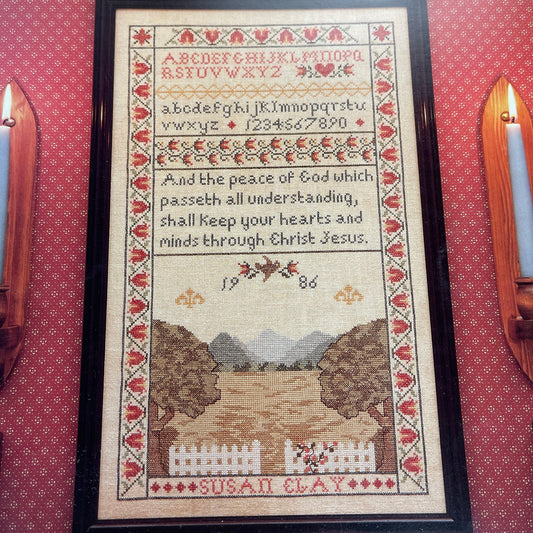 ABCDEFGHIJKLMNOPQ
RSTUVWXYZ
abcdefghijklmnopqrstu
vwxyz 1234567890
And the peace of God which
passeth all understanding,
shall keep your hearts and
minds through Christ Jesus.
19 86
SUSAN CLAY